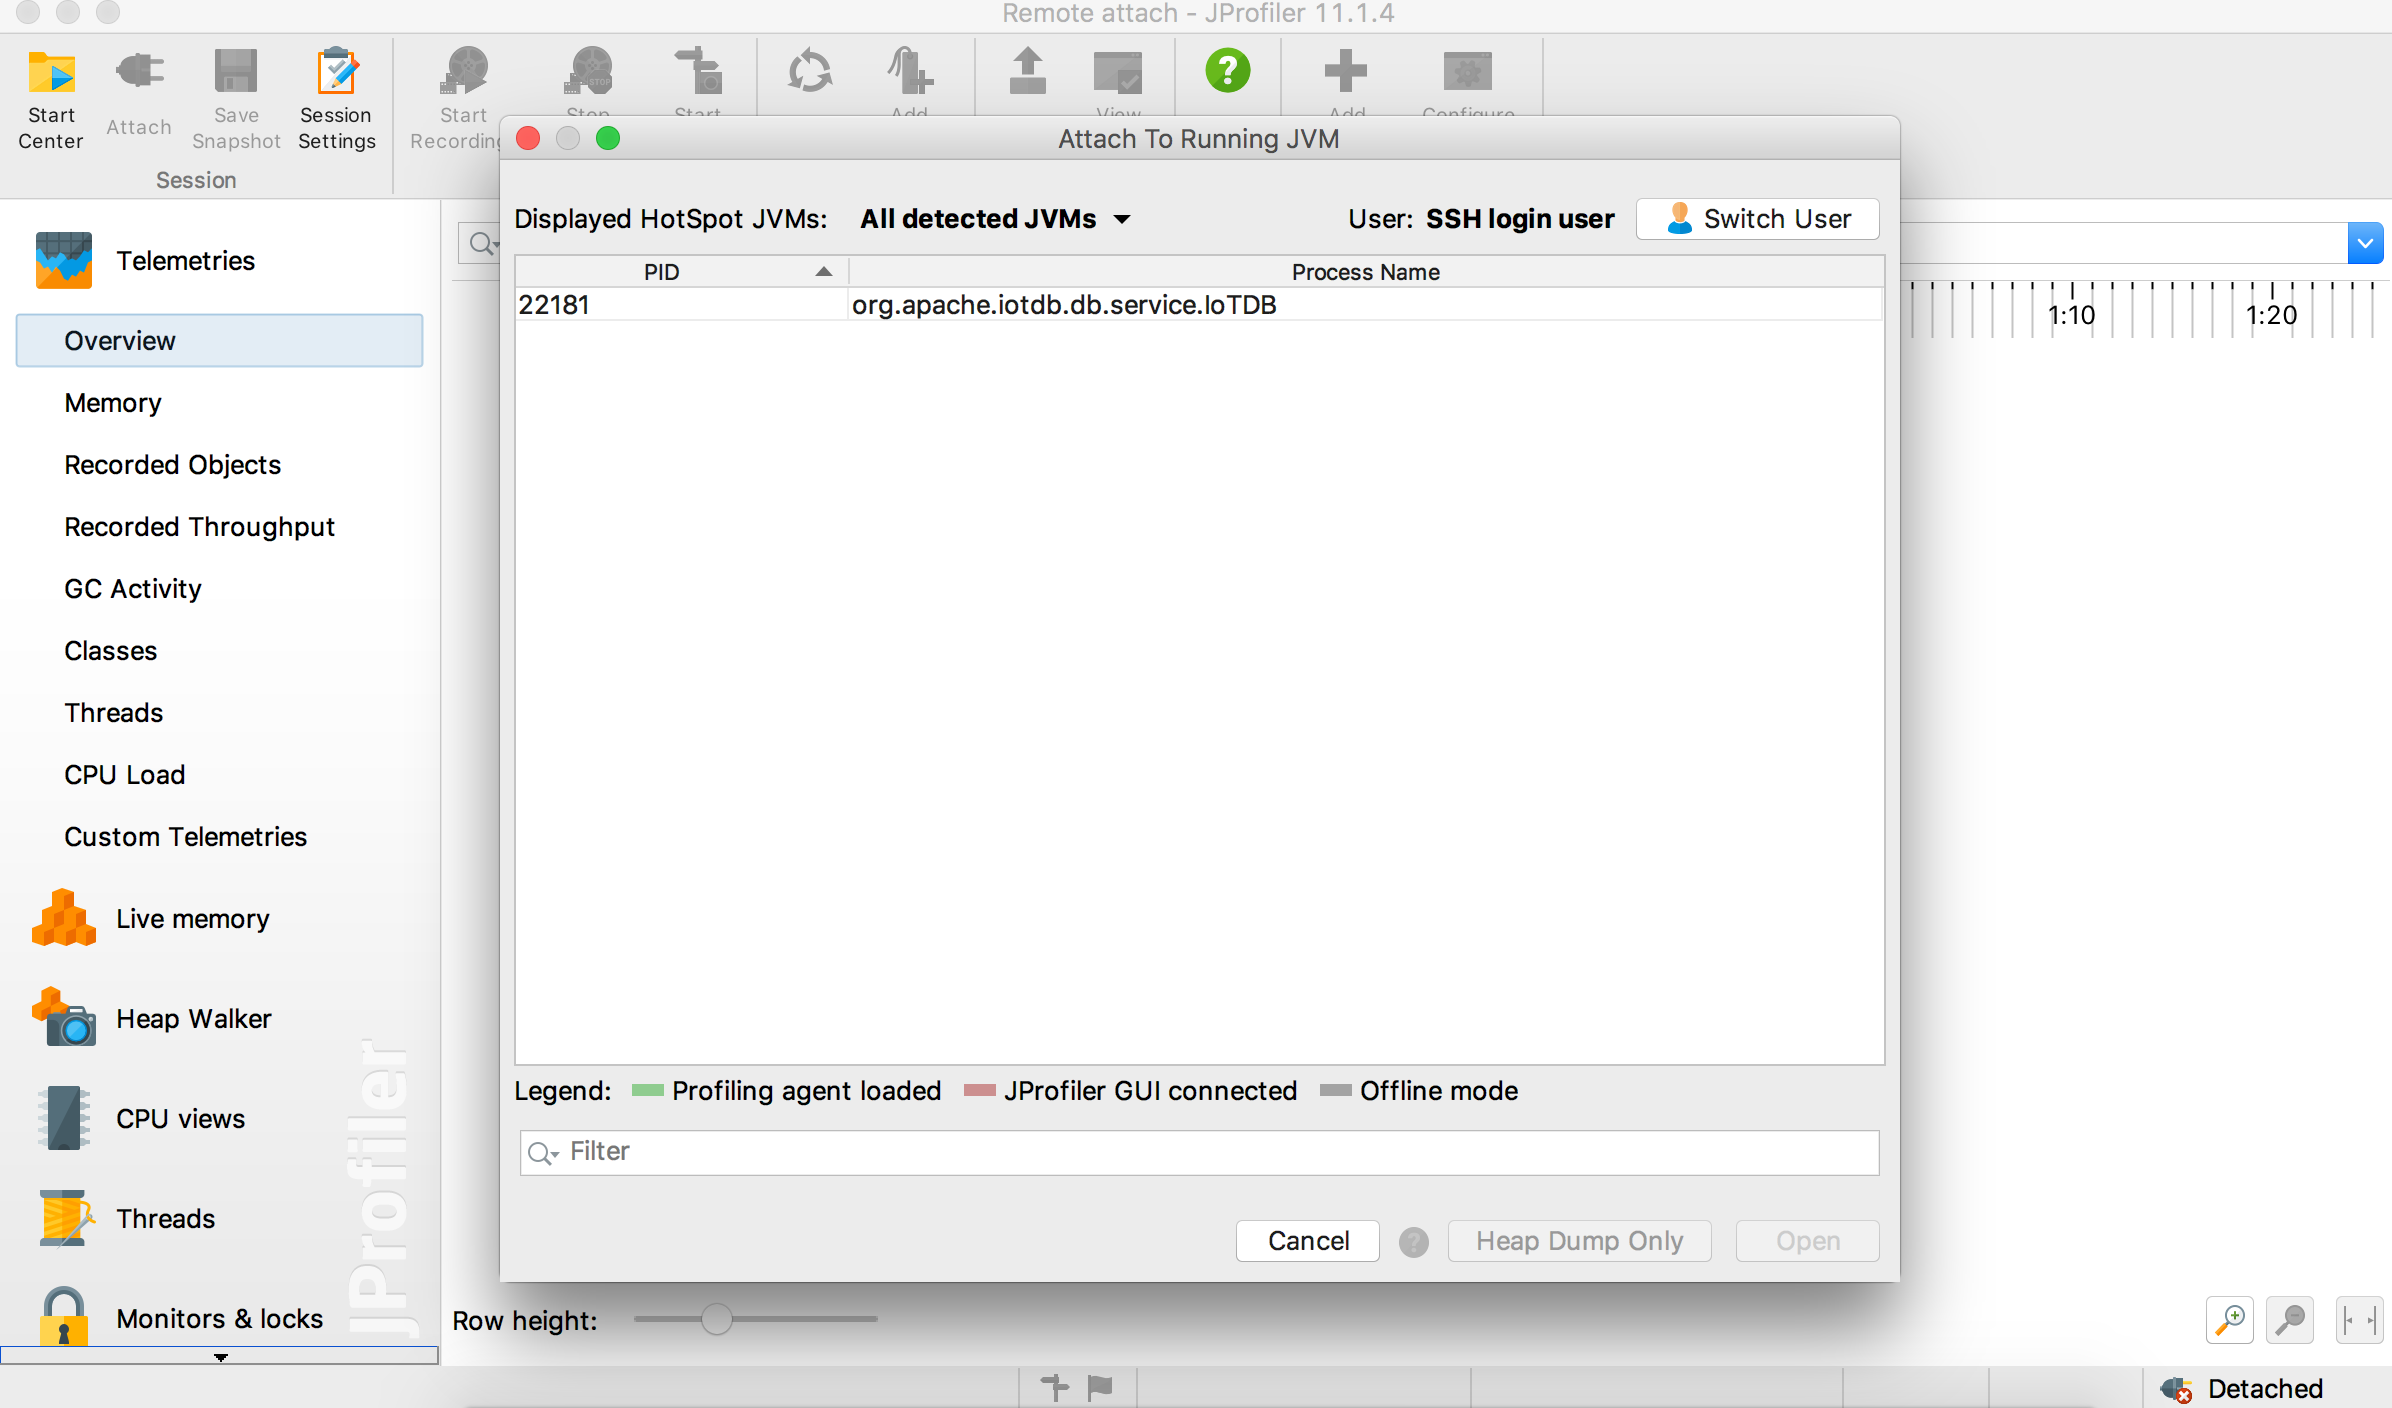 Remote attach - JProfiler 11.1.4
Start Center
Attach
Save Snapshot
Session Settings
Start Recording
Stop
Start
Add
View
Add
Configure
Session
Attach To Running JVM
Displayed HotSpot JVMs: All detected JVMs
User: SSH login user
Switch User
PID
Process Name
22181
org.apache.iotdb.db.service.IoTDB
1:10
1:20
Telemetries
Overview
Memory
Recorded Objects
Recorded Throughput
GC Activity
Classes
Threads
CPU Load
Custom Telemetries
Live memory
Heap Walker
CPU views
Threads
Monitors & locks
JProfiler
Legend: Profiling agent loaded JProfiler GUI connected Offline mode
Filter
Cancel
Heap Dump Only
Open
Row height:
Detached